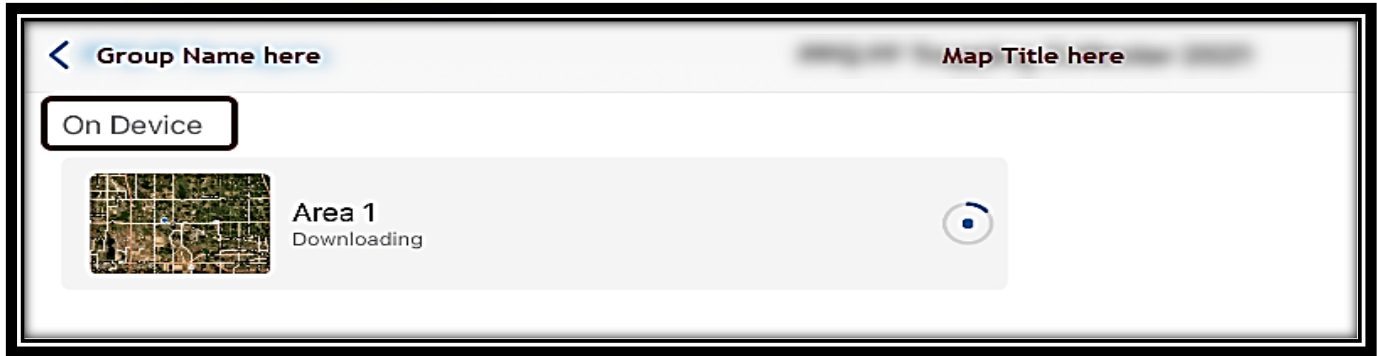 Group Name here
Map Title here
On Device
Area 1
Downloading